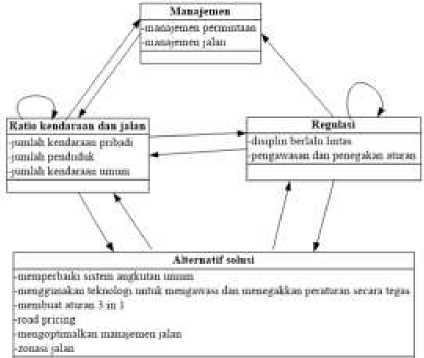 Manajemen
-manajemen permintaan
-manajemen jalan
Ratio kendaraan dan jalan
-jumlah kendaraan pribadi
-jumlah penduduk
-jumlah kendaraan umum
Regulasi
-disiplin berlalu lintas
-pengawasan dan penegakan aturan
Alternatif solusi
-memperbaiki sistem angkutan umum
-menggunakan teknologi untuk mengawasi dan menegakkan peraturan secara tegas
-membuat aturan 3 in 1
-road pricing
-mengoptimalkan manajemen jalan
-zonasi jalan